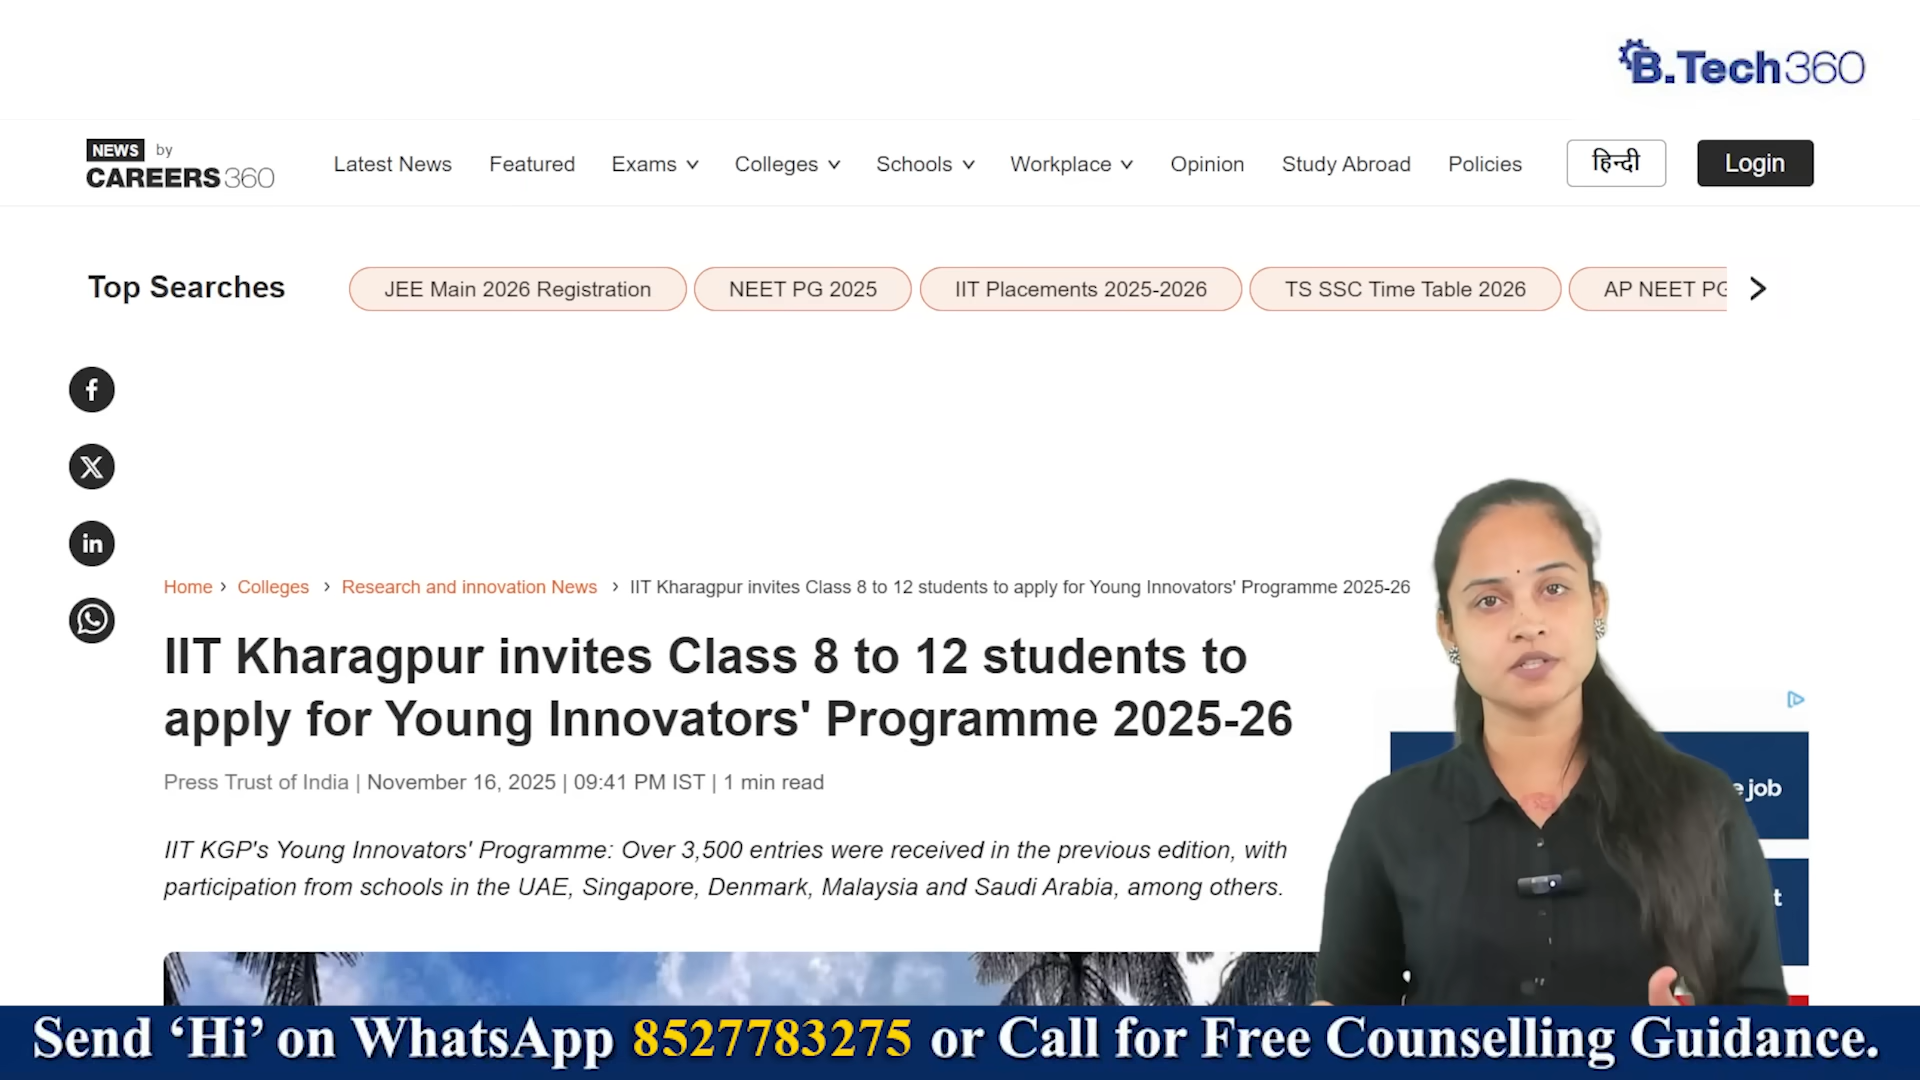 B.Tech360
NEWS by
CAREERS360
Latest News Featured Exams Colleges Schools Workplace Opinion Study Abroad Policies हिन्दी Login
Top Searches JEE Main 2026 Registration NEET PG 2025 IIT Placements 2025-2026 TS SSC Time Table 2026 AP NEET PG
Home › Colleges › Research and innovation News › IIT Kharagpur invites Class 8 to 12 students to apply for Young Innovators' Programme 2025-26
IIT Kharagpur invites Class 8 to 12 students to
apply for Young Innovators' Programme 2025-26
Press Trust of India | November 16, 2025 | 09:41 PM IST | 1 min read
job
IIT KGP's Young Innovators' Programme: Over 3,500 entries were received in the previous edition, with
participation from schools in the UAE, Singapore, Denmark, Malaysia and Saudi Arabia, among others.
Send ‘Hi’ on WhatsApp 8527783275 or Call for Free Counselling Guidance.